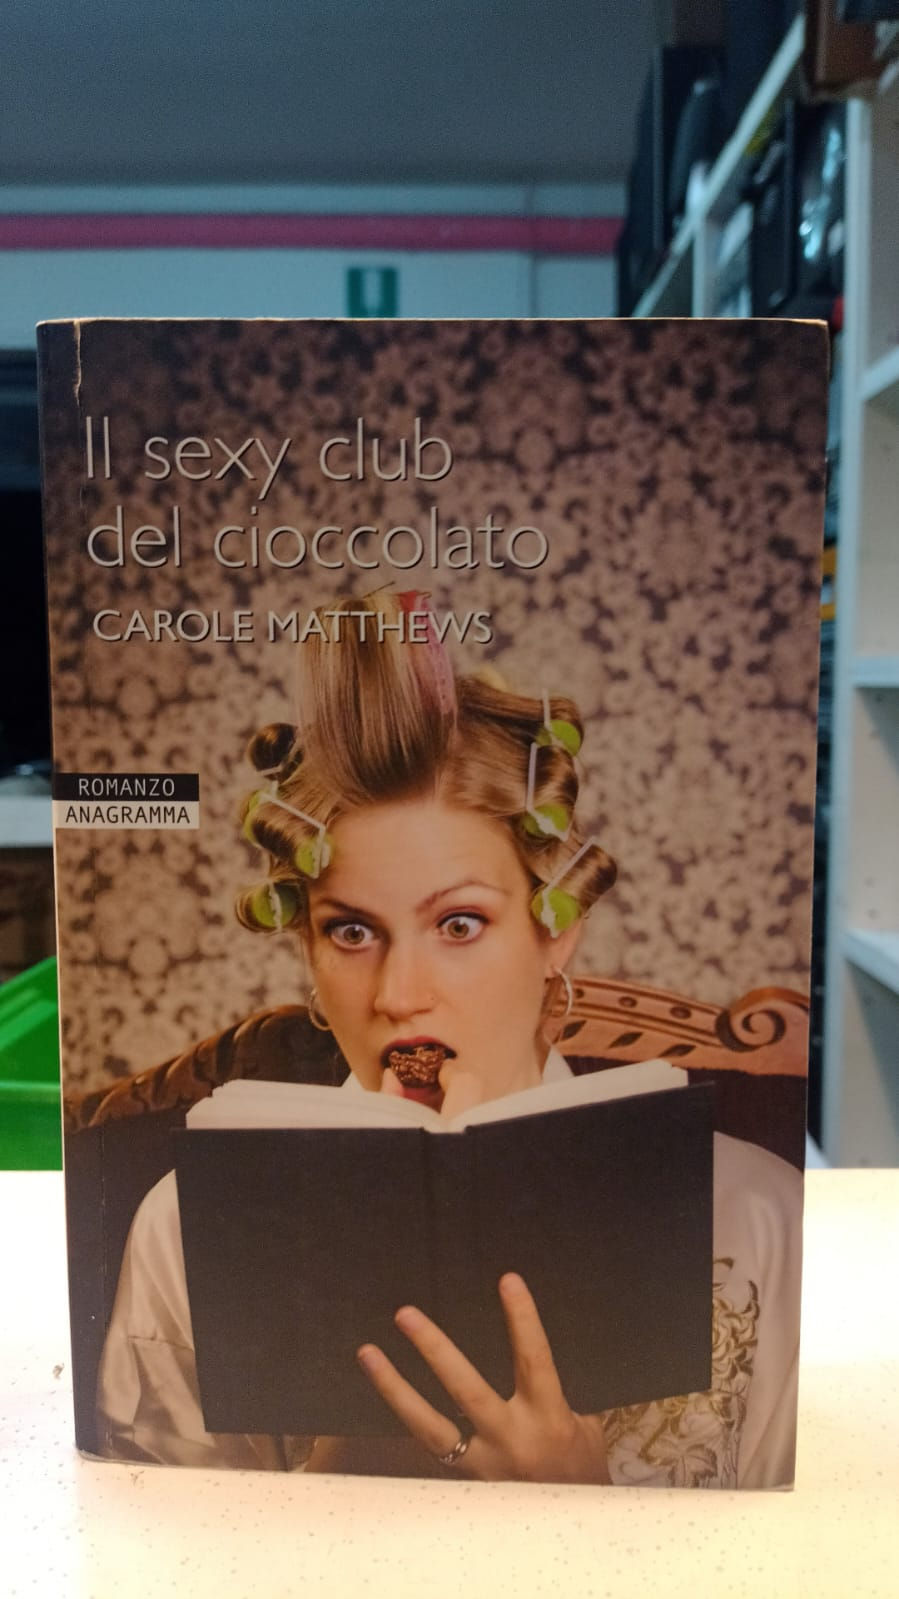 Il sexy club
del cioccolato
CAROLE MATTHEWS
ROMANZO
ANAGRAMMA